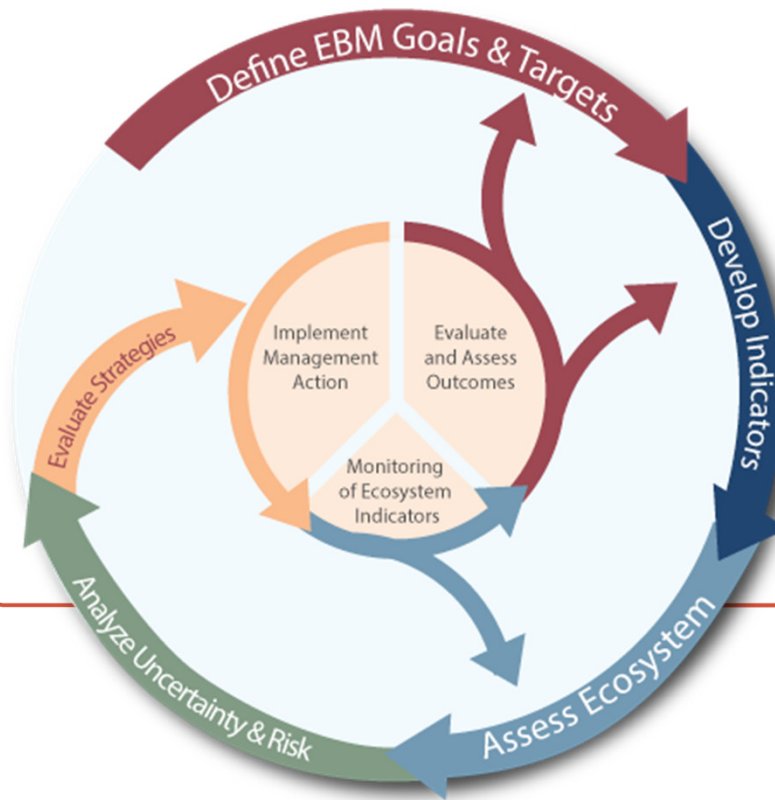 Define EBM Goals & Targets
Develop Indicators
Assess Ecosystem
Analyze Uncertainty & Risk
Evaluate Strategies
Implement
Management
Action
Evaluate
and Assess
Outcomes
Monitoring
of Ecosystem
Indicators